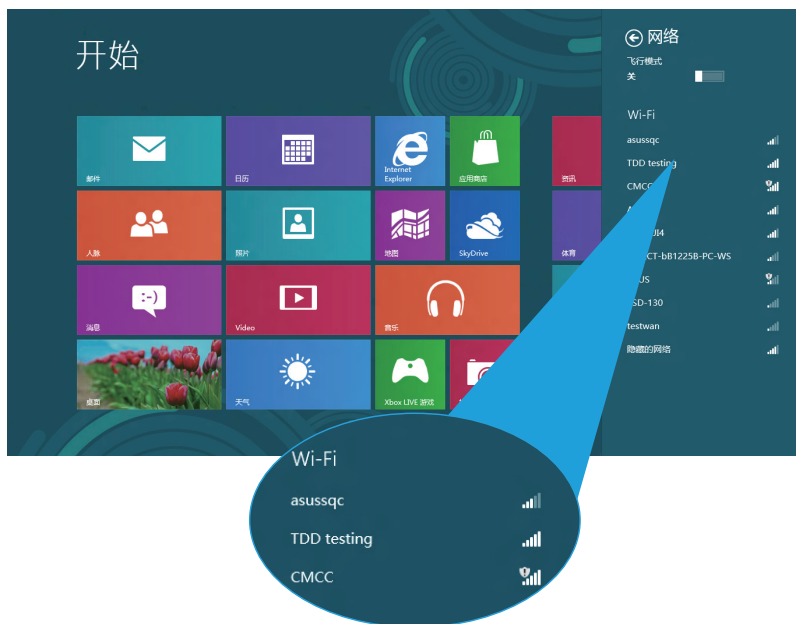 开始
邮件
日历
Internet
Explorer
应用商店
资讯
人脉
照片
地图
SkyDrive
体育
消息
Video
音乐
桌面
天气
Xbox LIVE 游戏
网络
飞行模式
关
Wi-Fi
asussqc
TDD testing
CMCC
CT-bB1225B-PC-WS
SD-130
testwan
隐藏的网络
Wi-Fi
asussqc
TDD testing
CMCC